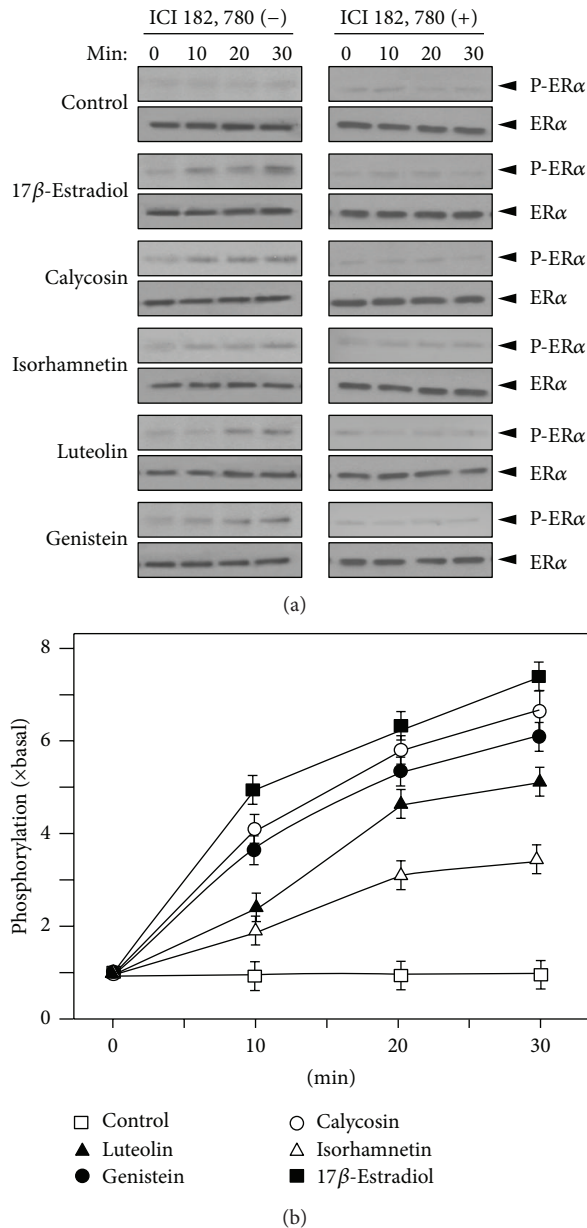 ICI 182, 780 (−) ICI 182, 780 (+)
Min: 0 10 20 30 0 10 20 30
Control P-ERα
ERα
17β-Estradiol P-ERα
ERα
Calycosin P-ERα
ERα
Isorhamnetin P-ERα
ERα
Luteolin P-ERα
ERα
Genistein P-ERα
ERα
(a)
8
6
4
2
0
Phosphorylation (×basal)
0 10 20 30
(min)
Control Calycosin
Luteolin Isorhamnetin
Genistein 17β-Estradiol
(b)